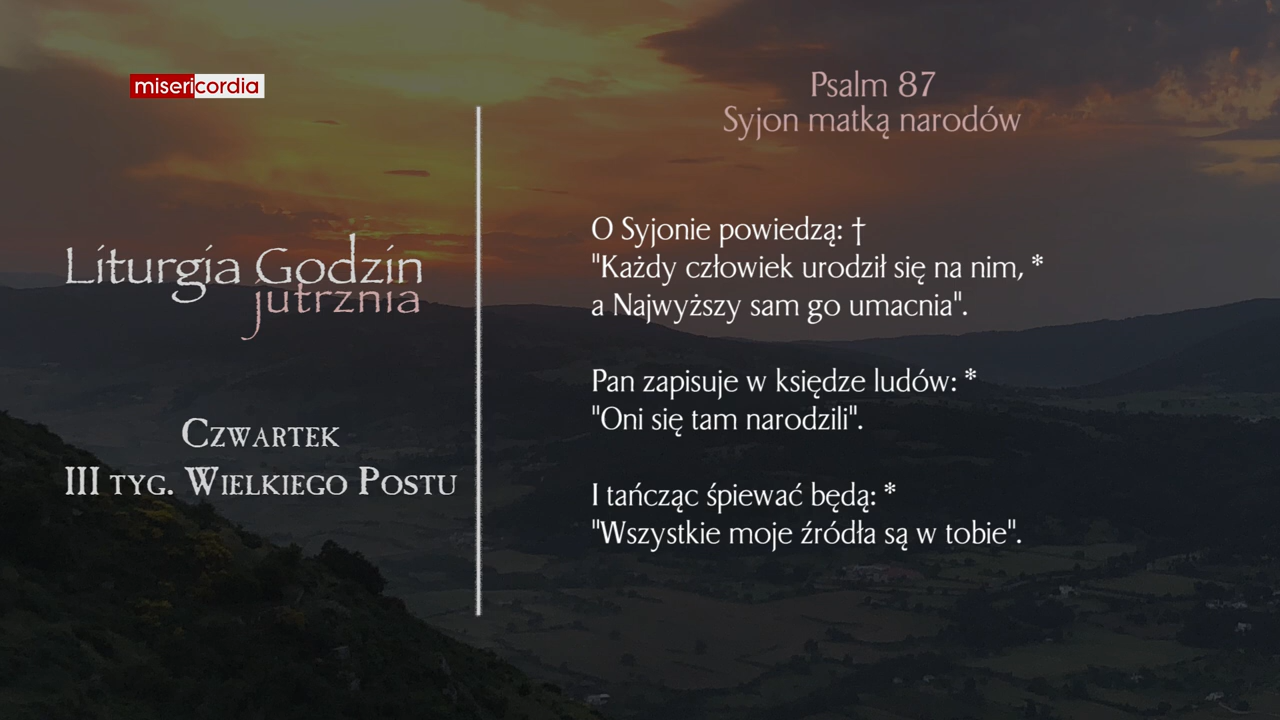 misericordia
Liturgia Godzin
jutrznia
Czwartek
III tyg. Wielkiego Postu
Psalm 87
Syjon matką narodów
O Syjonie powiedzą: †
"Każdy człowiek urodził się na nim, *
a Najwyższy sam go umacnia".
Pan zapisuje w księdze ludów: *
"Oni się tam narodzili".
I tańcząc śpiewać będą: *
"Wszystkie moje źródła są w tobie".